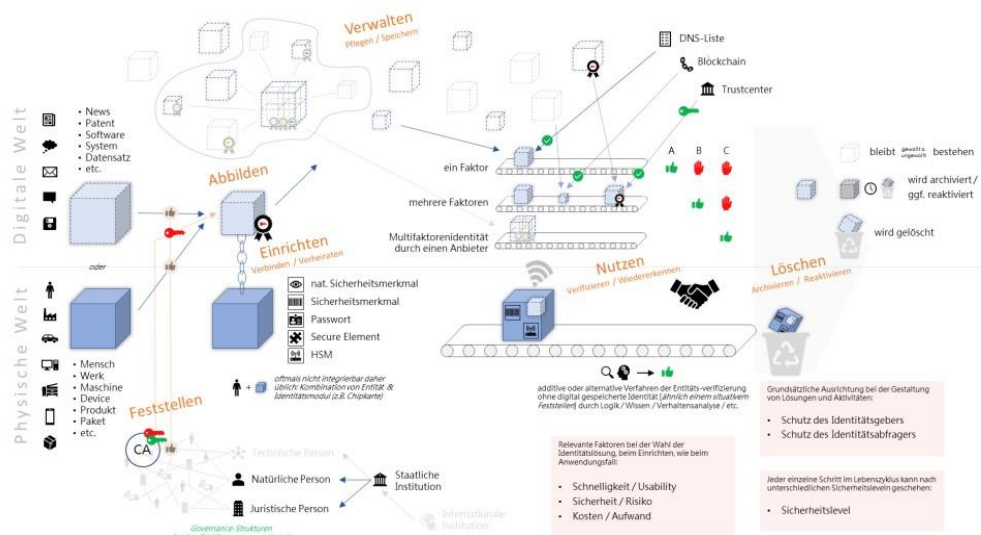 Verwalten
Pflegen / Speichern
DNS-Liste
Blockchain
Trustcenter
Digitale Welt
• News
• Patent
• Software
• System
• Datensatz
• etc.
Abbilden
ein Faktor
mehrere Faktoren
Multifaktorenidentität
durch einen Anbieter
A B C
bleibt gewollt o. ungewollt bestehen
wird archiviert /
ggf. reaktiviert
wird gelöscht
Einrichten
Verbinden / Verheiraten
oder
Nutzen
Verifizieren / Wiedererkennen
Löschen
Archivieren / Reaktivieren
Physische Welt
nat. Sicherheitsmerkmal
Sicherheitsmerkmal
Passwort
Secure Element
HSM
• Mensch
• Werk
• Maschine
• Device
• Produkt
• Paket
• etc.
oftmals nicht integrierbar daher
üblich: Kombination von Entität &
Identitätsmodul (z.B. Chipkarte)
+
additive oder alternative Verfahren der Entitäts-verifizierung
ohne digital gespeicherte Identität [ähnlich einem situativem
Feststellen] durch Logik / Wissen / Verhaltensanalyse / etc.
Feststellen
CA
Technische Person
Natürliche Person
Juristische Person
Staatliche
Institution
Internationale
Institution
Governance-Strukturen
Relevante Faktoren bei der Wahl der
Identitätslösung, beim Einrichten, wie beim
Anwendungsfall:
• Schnelligkeit / Usability
• Sicherheit / Risiko
• Kosten / Aufwand
Grundsätzliche Ausrichtung bei der Gestaltung
von Lösungen und Aktivitäten:
• Schutz des Identitätsgebers
• Schutz des Identitätsabfragers
Jeder einzelne Schritt im Lebenszyklus kann nach
unterschiedlichen Sicherheitsleveln geschehen:
• Sicherheitslevel